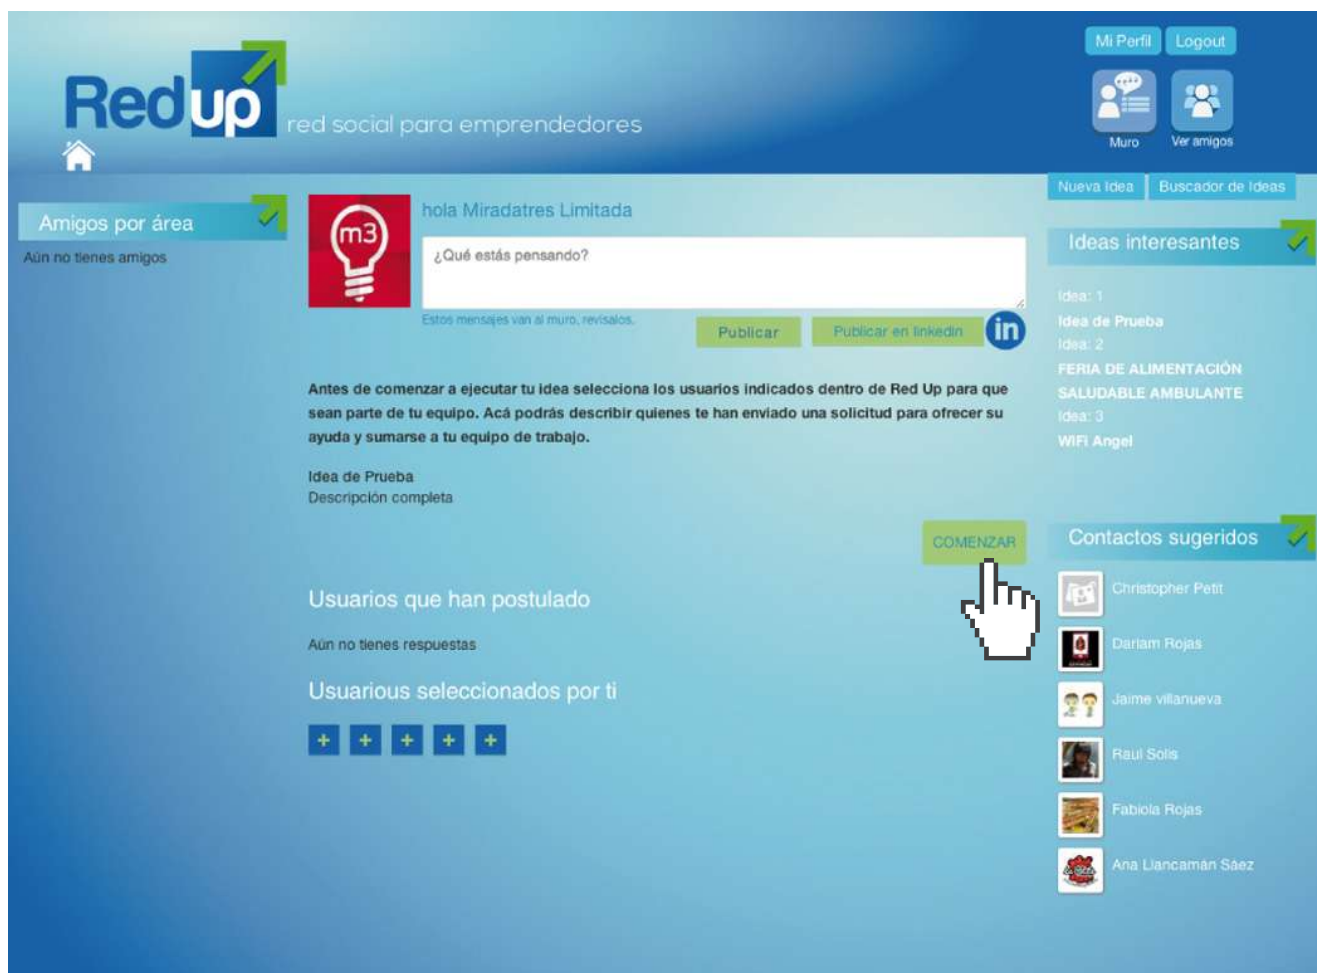 Mi Perfil Logout
Redup
red social para emprendedores
Muro Ver amigos
Nueva Idea Buscador de Ideas
Amigos por área
Aún no tienes amigos
m3
hola Miradatres Limitada
¿Qué estás pensando?
Estos mensajes van al muro, revisalos.
Publicar Publicar en linkedin in
Antes de comenzar a ejecutar tu idea selecciona los usuarios indicados dentro de Red Up para que
sean parte de tu equipo. Acá podrás describir quienes te han enviado una solicitud para ofrecer su
ayuda y sumarse a tu equipo de trabajo.
Idea de Prueba
Descripción completa
COMENZAR
Usuarios que han postulado
Aún no tienes respuestas
Usuarious seleccionados por ti
+ + + + +
Ideas interesantes
Idea: 1
Idea de Prueba
Idea: 2
FERIA DE ALIMENTACIÓN
SALUDABLE AMBULANTE
Idea: 3
WiFi Angel
Contactos sugeridos
Christopher Petit
Dariam Rojas
Jaime villanueva
Raul Solis
Fabiola Rojas
Ana Llancamán Sáez